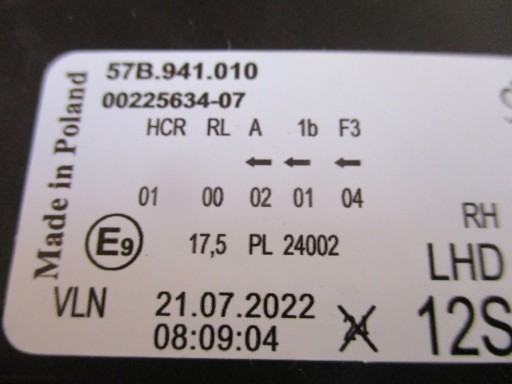 Made in Poland
57B.941.010
00225634-07
HCR RL A 1b F3
← ← ←
01 00 02 01 04
E9 17,5 PL 24002
RH
LHD
VLN 21.07.2022
08:09:04
12S